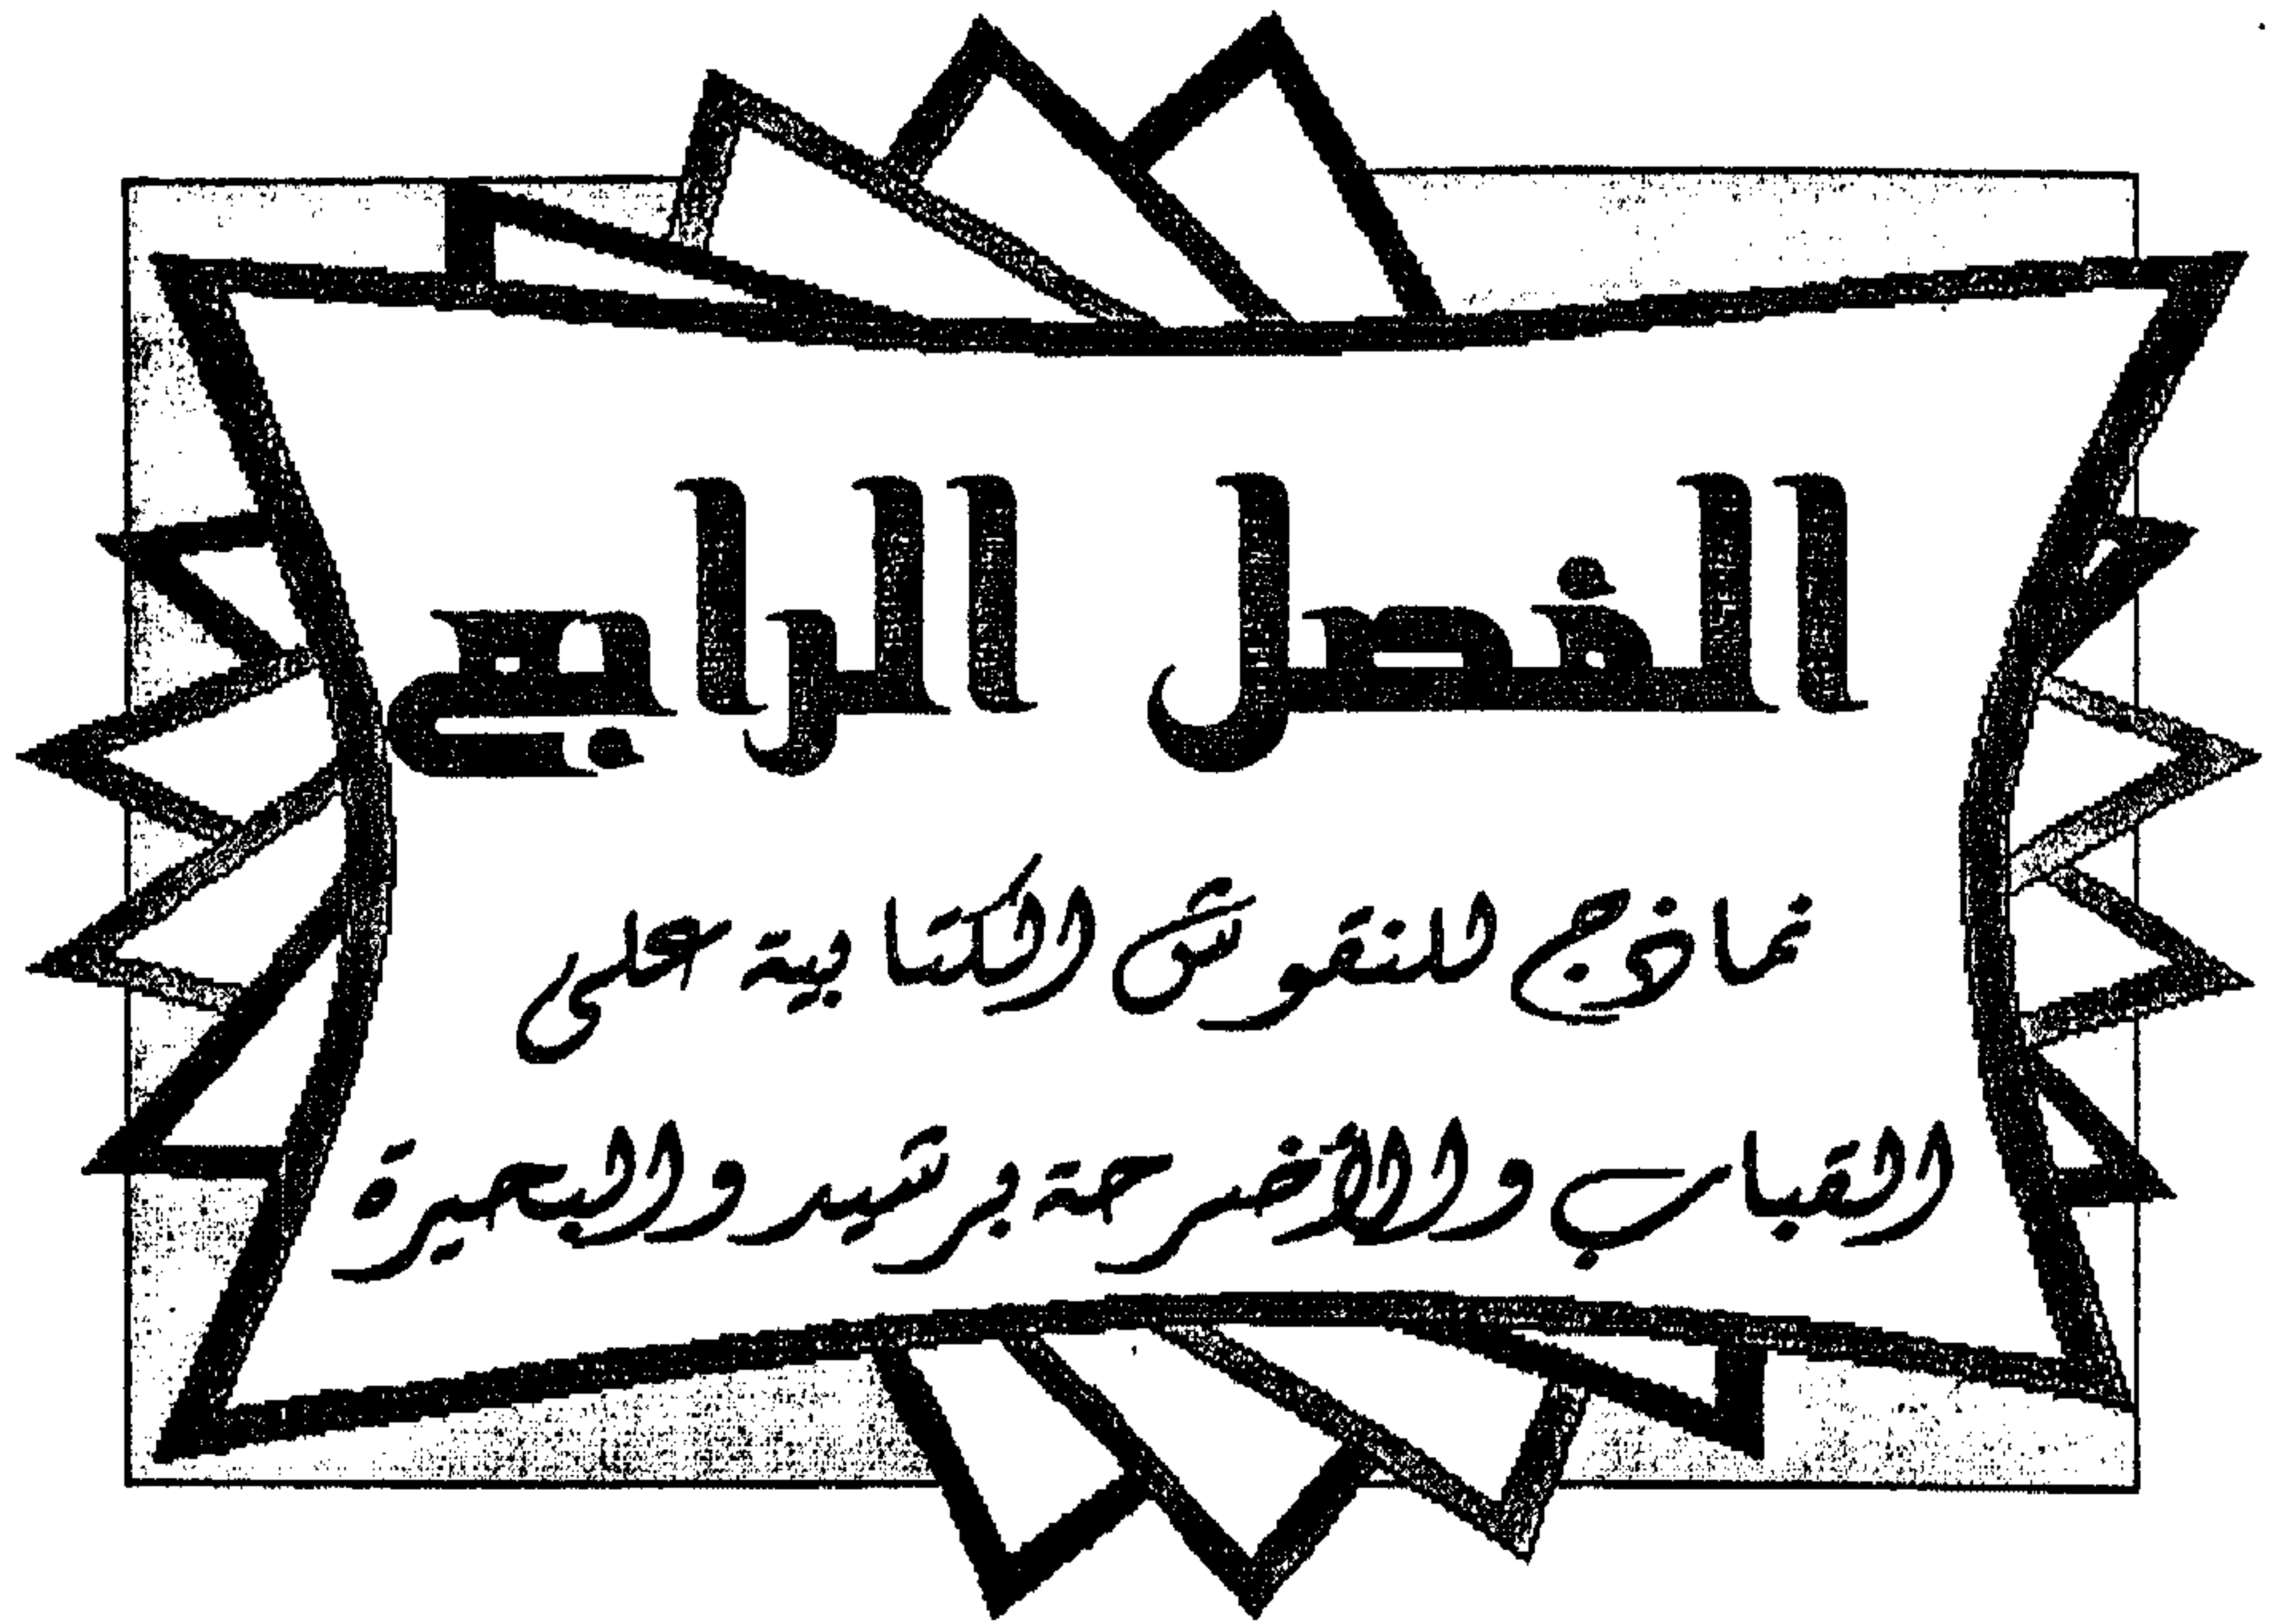 الفصل الرابع
نماذج للنقوش الكتابية على
القباب والأضرحة برشيد والبحيرة